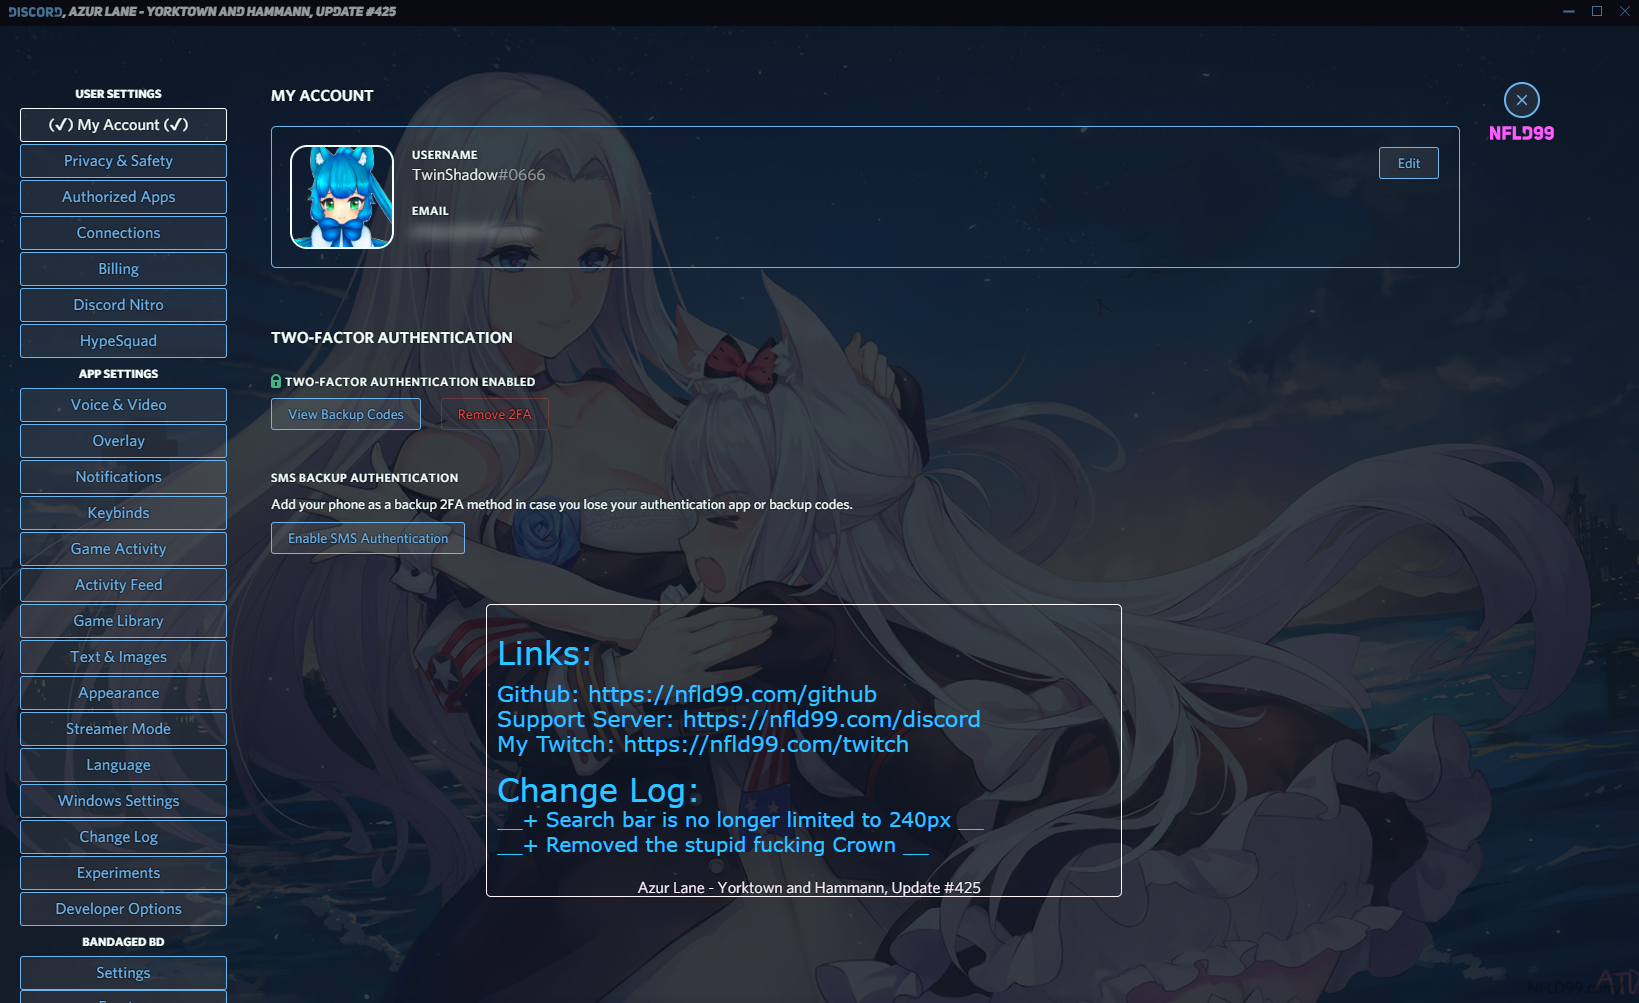 DISCORD, AZUR LANE - YORKTOWN AND HAMMANN, UPDATE #425
USER SETTINGS
(✓) My Account (✓)
Privacy & Safety
Authorized Apps
Connections
Billing
Discord Nitro
HypeSquad
APP SETTINGS
Voice & Video
Overlay
Notifications
Keybinds
Game Activity
Activity Feed
Game Library
Text & Images
Appearance
Streamer Mode
Language
Windows Settings
Change Log
Experiments
Developer Options
BANDAGED BD
Settings
MY ACCOUNT
USERNAME
TwinShadow#0666
EMAIL
Edit
NFLD99
TWO-FACTOR AUTHENTICATION
TWO-FACTOR AUTHENTICATION ENABLED
View Backup Codes
Remove 2FA
SMS BACKUP AUTHENTICATION
Add your phone as a backup 2FA method in case you lose your authentication app or backup codes.
Enable SMS Authentication
Links:
Github: https://nfld99.com/github
Support Server: https://nfld99.com/discord
My Twitch: https://nfld99.com/twitch
Change Log:
__+ Search bar is no longer limited to 240px __
__+ Removed the stupid fucking Crown __
Azur Lane - Yorktown and Hammann, Update #425